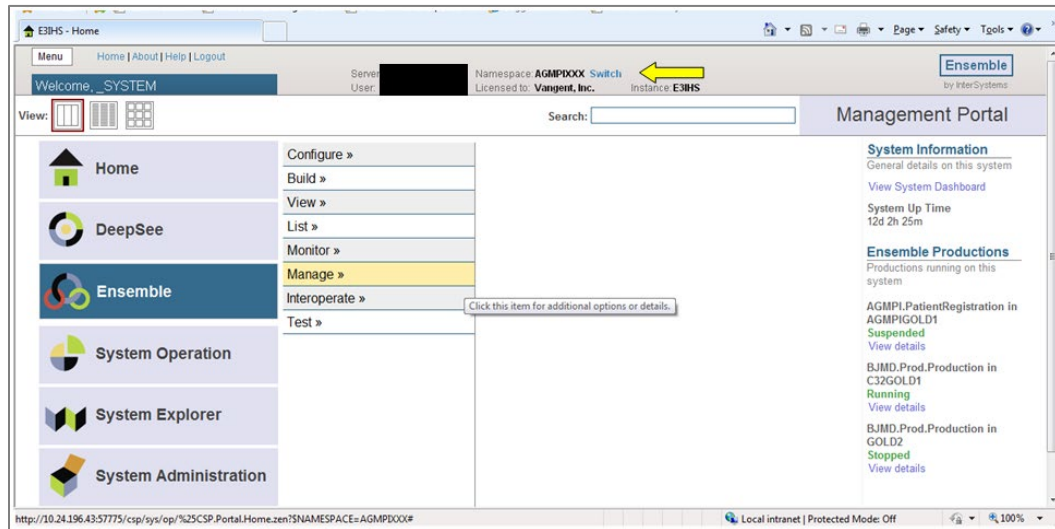 E3IHS - Home
Page Safety Tools
Menu Home | About | Help | Logout
Server Namespace: AGMPIXXX Switch
Welcome, _SYSTEM User: Licensed to: Vangent, Inc. Instance: E3IHS
Ensemble
by InterSystems
View: Search: Management Portal
Home
DeepSee
Ensemble
System Operation
System Explorer
System Administration
Configure »
Build »
View »
List »
Monitor »
Manage »
Interoperate »
Test »
Click this item for additional options or details.
System Information
General details on this system
View System Dashboard
System Up Time
12d 2h 25m
Ensemble Productions
Productions running on this
system
AGMPI.PatientRegistration in
AGMPIGOLD1
Suspended
View details
BJMD.Prod.Production in
C32GOLD1
Running
View details
BJMD.Prod.Production in
GOLD2
Stopped
View details
http://10.24.196.43:57775/csp/sys/op/%25CSP.Portal.Home.zen?$NAMESPACE=AGMPIXXX#
Local intranet | Protected Mode: Off 100%